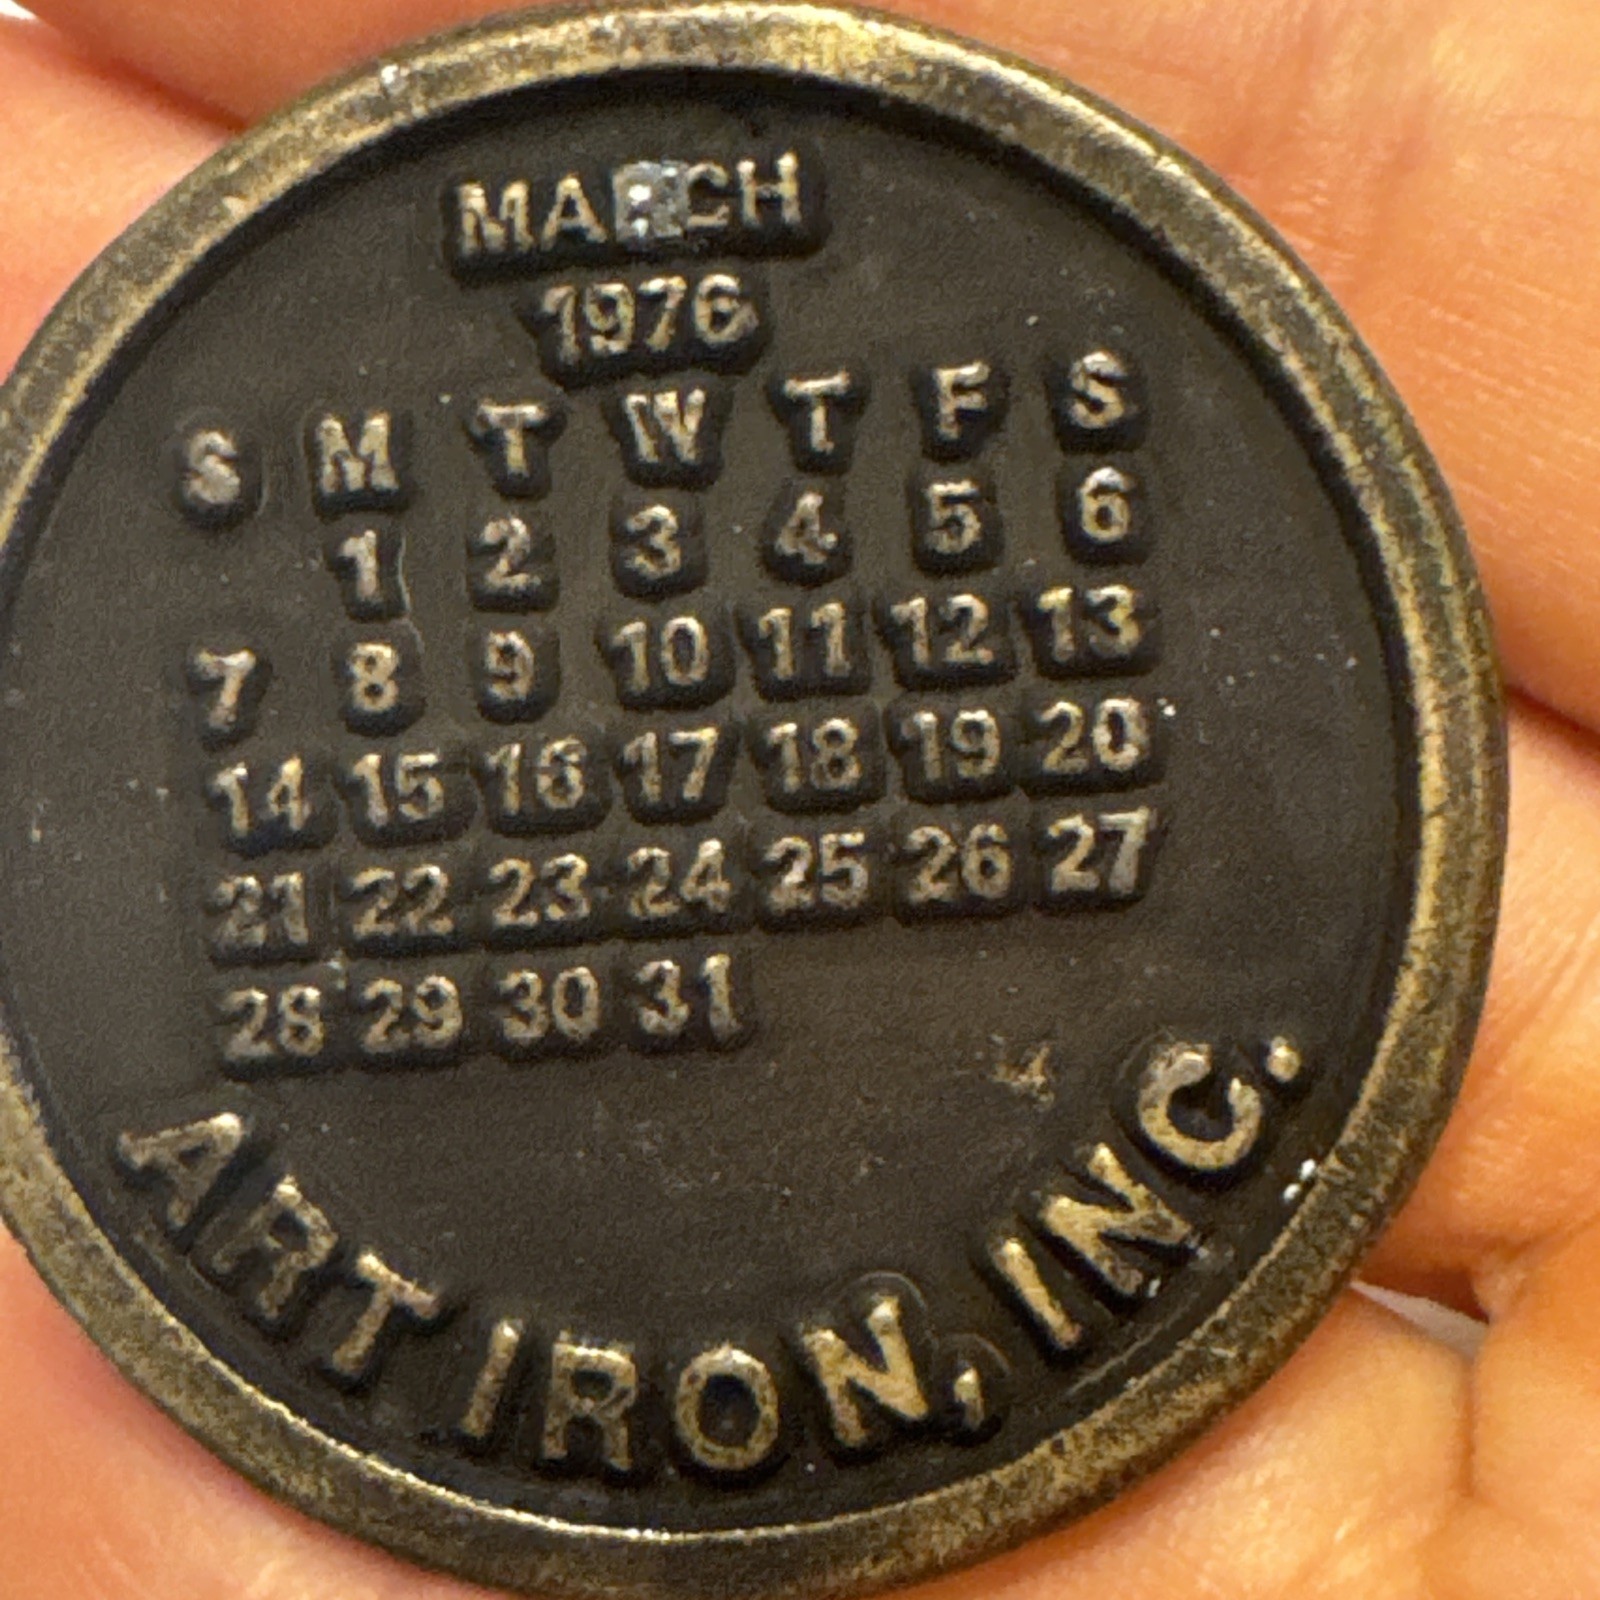 MARCH
1976
S M T W T F S
1 2 3 4 5 6
7 8 9 10 11 12 13
14 15 16 17 18 19 20
21 22 23 24 25 26 27
28 29 30 31
ART IRON, INC.